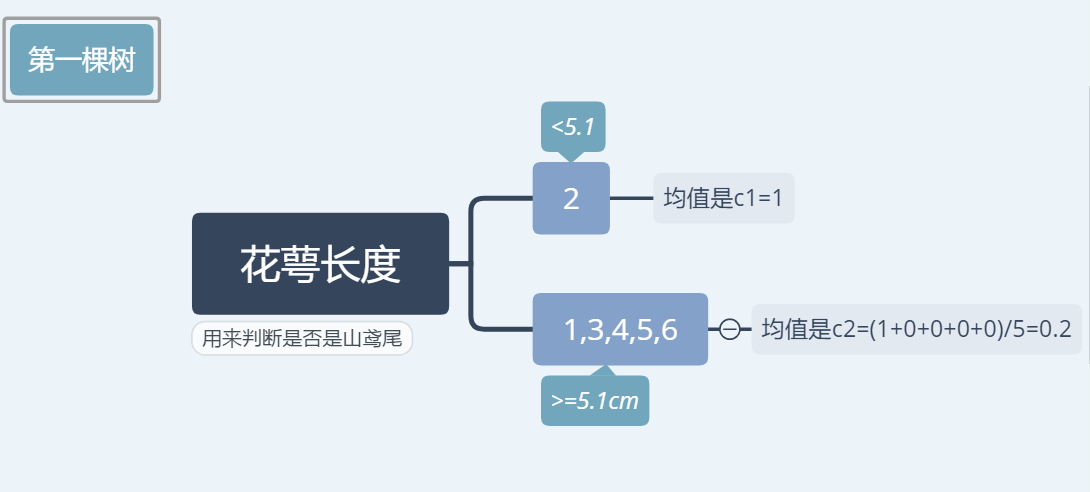 第一棵树
<5.1
2
均值是c1=1
花萼长度
用来判断是否是山鸢尾
1,3,4,5,6
均值是c2=(1+0+0+0+0)/5=0.2
>=5.1cm